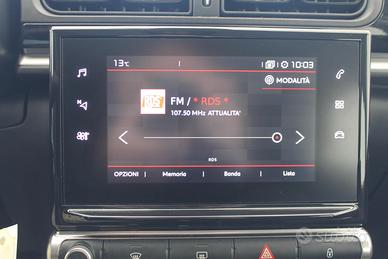 13°C
10:03
MODALITÀ
RDS
FM / * RDS *
107.50 MHz ATTUALITA'
RDS
OPZIONI
Memoria
Banda
Lista